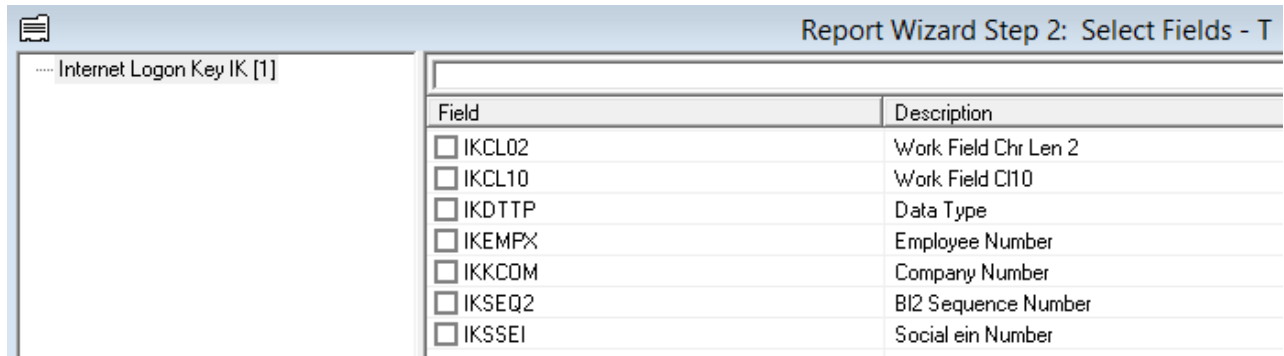 Report Wizard Step 2: Select Fields - T
Internet Logon Key IK [1]
Field Description
IKCL02 Work Field Chr Len 2
IKCL10 Work Field Cl10
IKDTTP Data Type
IKEMPX Employee Number
IKKCOM Company Number
IKSEQ2 BI2 Sequence Number
IKSSEI Social ein Number